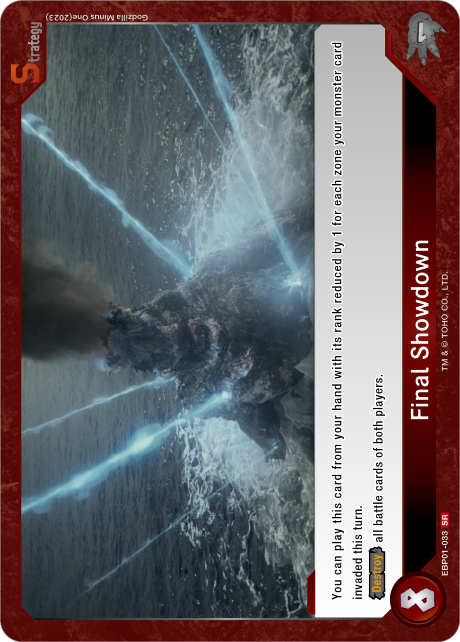 Strategy
Godzilla Minus One(2023)
1
You can play this card from your hand with its rank reduced by 1 for each zone your monster card
invaded this turn.
Destroy all battle cards of both players.
8
Final Showdown
EBP01-033 SR
TM & © TOHO CO., LTD.